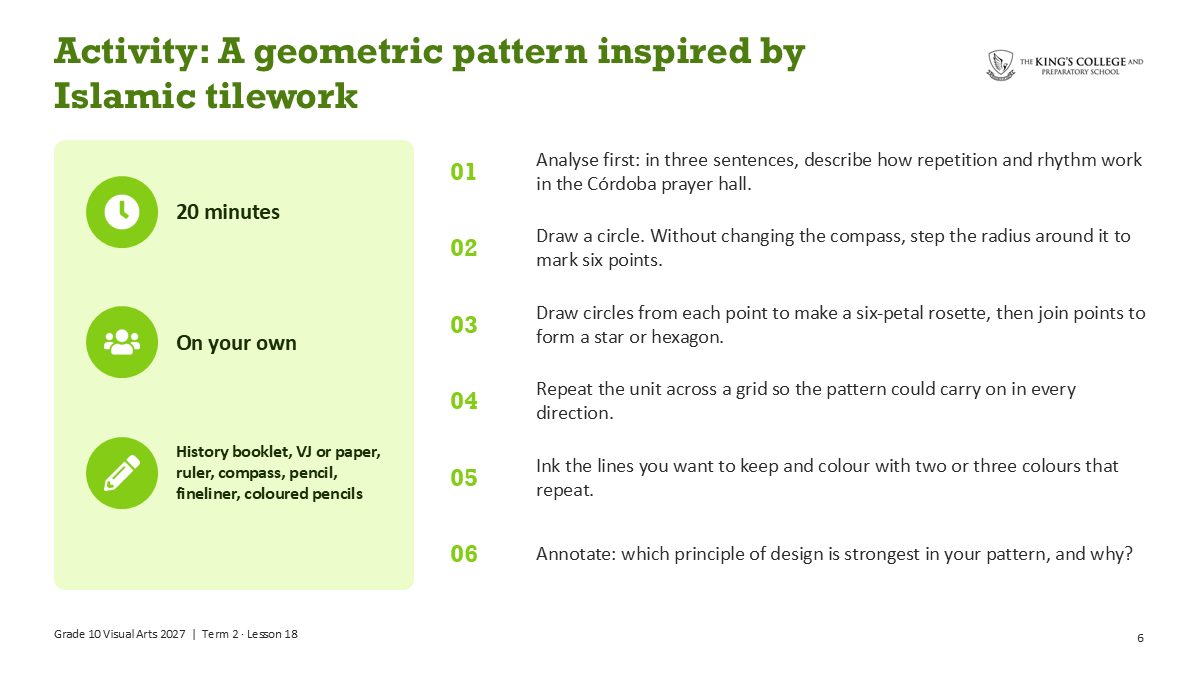 Activity: A geometric pattern inspired by
Islamic tilework
THE KING'S COLLEGE AND
PREPARATORY SCHOOL
20 minutes
On your own
History booklet, VJ or paper,
ruler, compass, pencil,
fineliner, coloured pencils
01
Analyse first: in three sentences, describe how repetition and rhythm work
in the Córdoba prayer hall.
02
Draw a circle. Without changing the compass, step the radius around it to
mark six points.
03
Draw circles from each point to make a six-petal rosette, then join points to
form a star or hexagon.
04
Repeat the unit across a grid so the pattern could carry on in every
direction.
05
Ink the lines you want to keep and colour with two or three colours that
repeat.
06
Annotate: which principle of design is strongest in your pattern, and why?
Grade 10 Visual Arts 2027 | Term 2 · Lesson 18
6